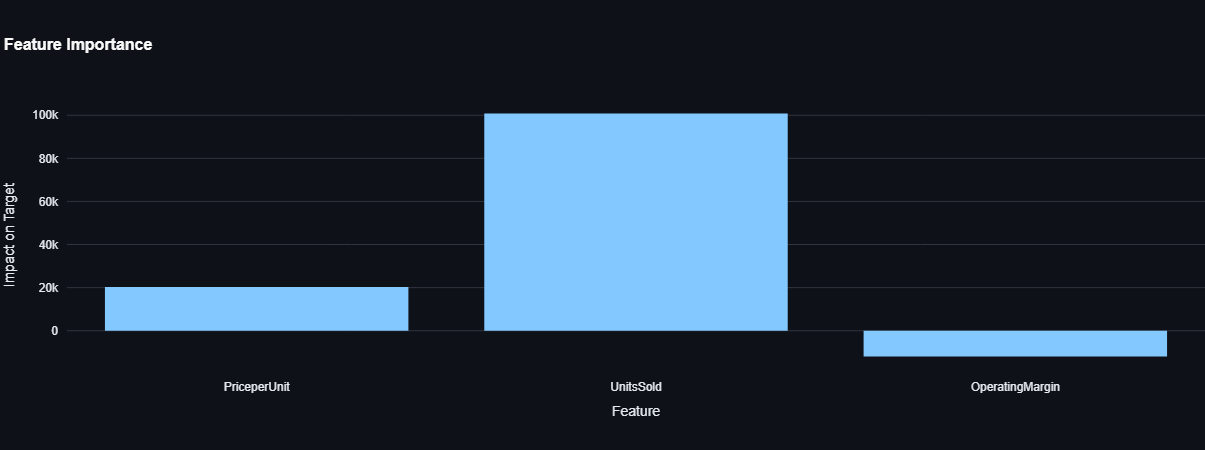 Feature Importance
100k
80k
60k
40k
20k
0
Impact on Target
PriceperUnit
UnitsSold
OperatingMargin
Feature